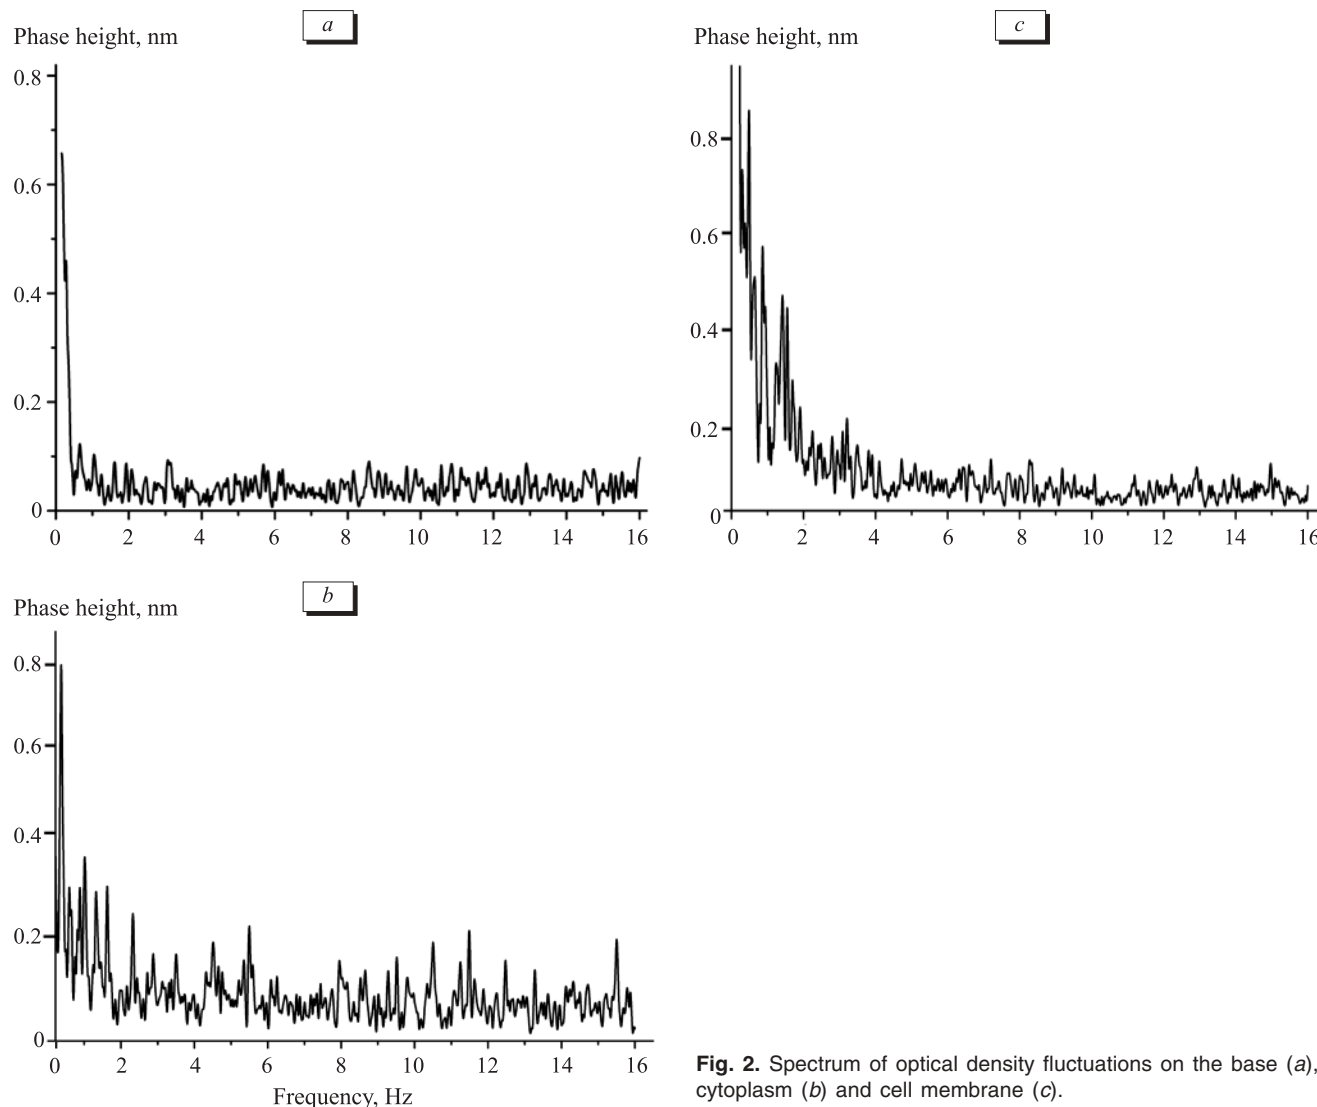 a
Phase height, nm
0.8
0.6
0.4
0.2
0
0 2 4 6 8 10 12 14 16
c
Phase height, nm
0.8
0.6
0.4
0.2
0
0 2 4 6 8 10 12 14 16
b
Phase height, nm
0.8
0.6
0.4
0.2
0
0 2 4 6 8 10 12 14 16
Frequency, Hz
Fig. 2. Spectrum of optical density fluctuations on the base (a),
cytoplasm (b) and cell membrane (c).